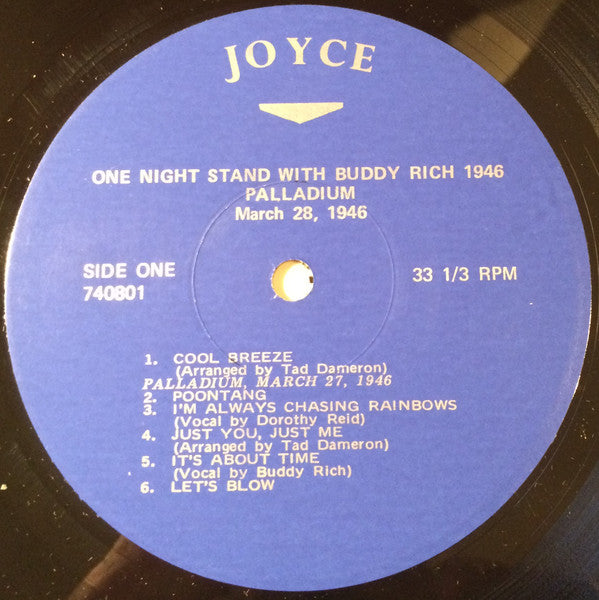 JOYCE
ONE NIGHT STAND WITH BUDDY RICH 1946
PALLADIUM
March 28, 1946
SIDE ONE
740801
33 1/3 RPM
1. COOL BREEZE
(Arranged by Tad Dameron)
PALLADIUM, MARCH 27, 1946
2. POONTANG
3. I'M ALWAYS CHASING RAINBOWS
(Vocal by Dorothy Reid)
4. JUST YOU, JUST ME
(Arranged by Tad Dameron)
5. IT'S ABOUT TIME
(Vocal by Buddy Rich)
6. LET'S BLOW